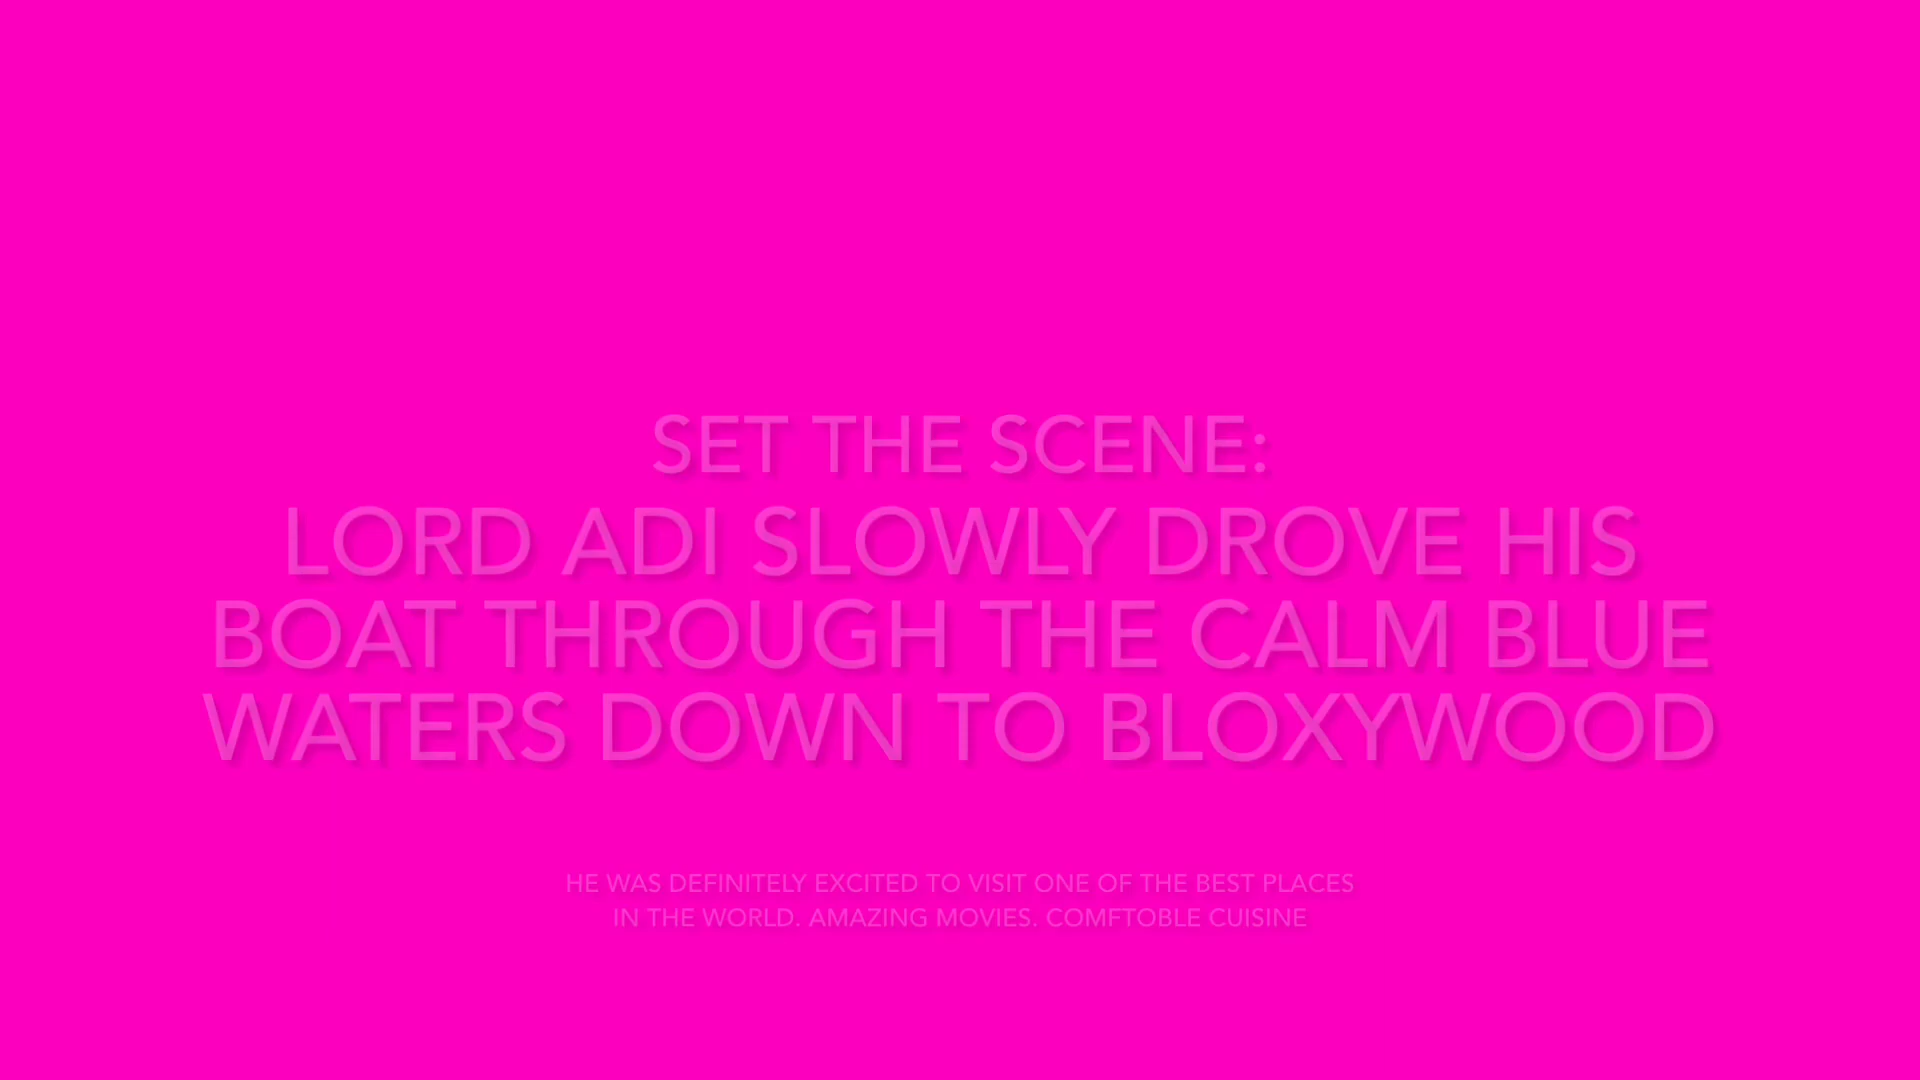 SET THE SCENE:
LORD ADI SLOWLY DROVE HIS
BOAT THROUGH THE CALM BLUE
WATERS DOWN TO BLOXYWOOD
HE WAS DEFINITELY EXCITED TO VISIT ONE OF THE BEST PLACES
IN THE WORLD. AMAZING MOVIES. COMFTOBLE CUISINE